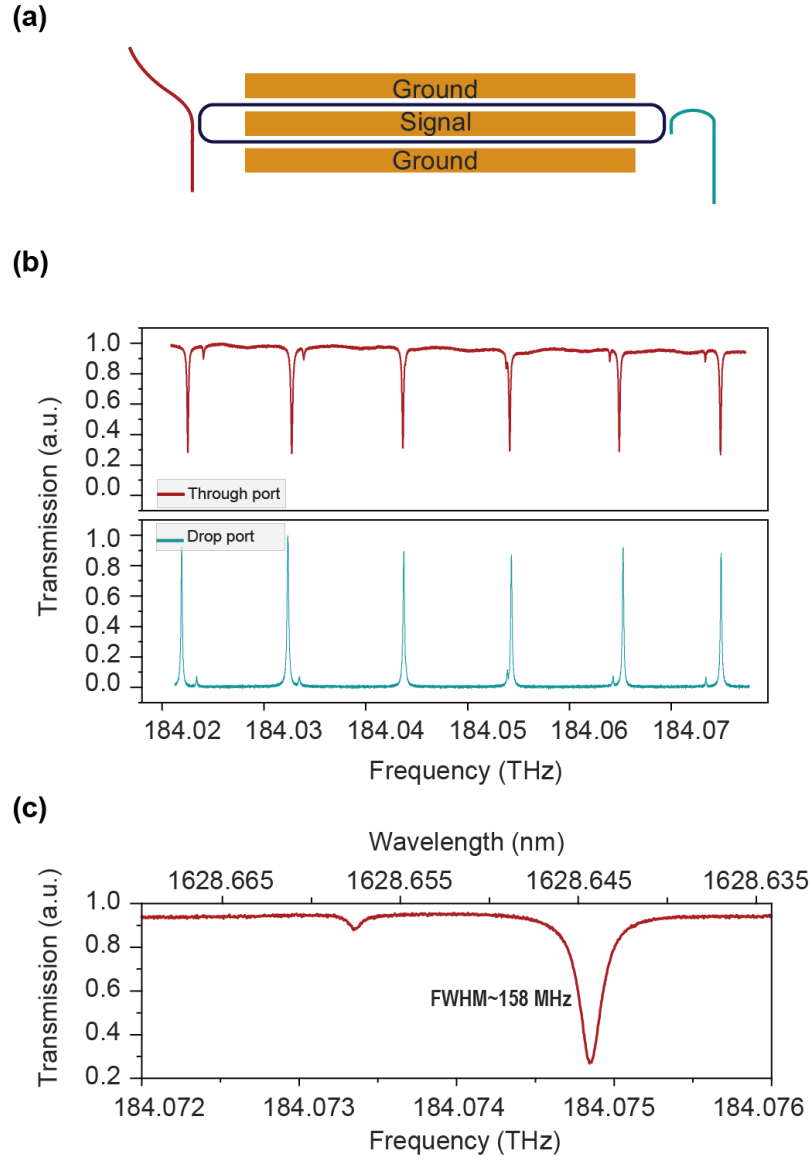 (a)
Ground
Signal
Ground
(b)
1.0
0.8
0.6
0.4
0.2
0.0
Through port
Transmission (a.u.)
Drop port
1.0
0.8
0.6
0.4
0.2
0.0
184.02 184.03 184.04 184.05 184.06 184.07
Frequency (THz)
(c)
Wavelength (nm)
1628.665 1628.655 1628.645 1628.635
Transmission (a.u.)
1.0
0.8
0.6
0.4
0.2
FWHM~158 MHz
184.072 184.073 184.074 184.075 184.076
Frequency (THz)